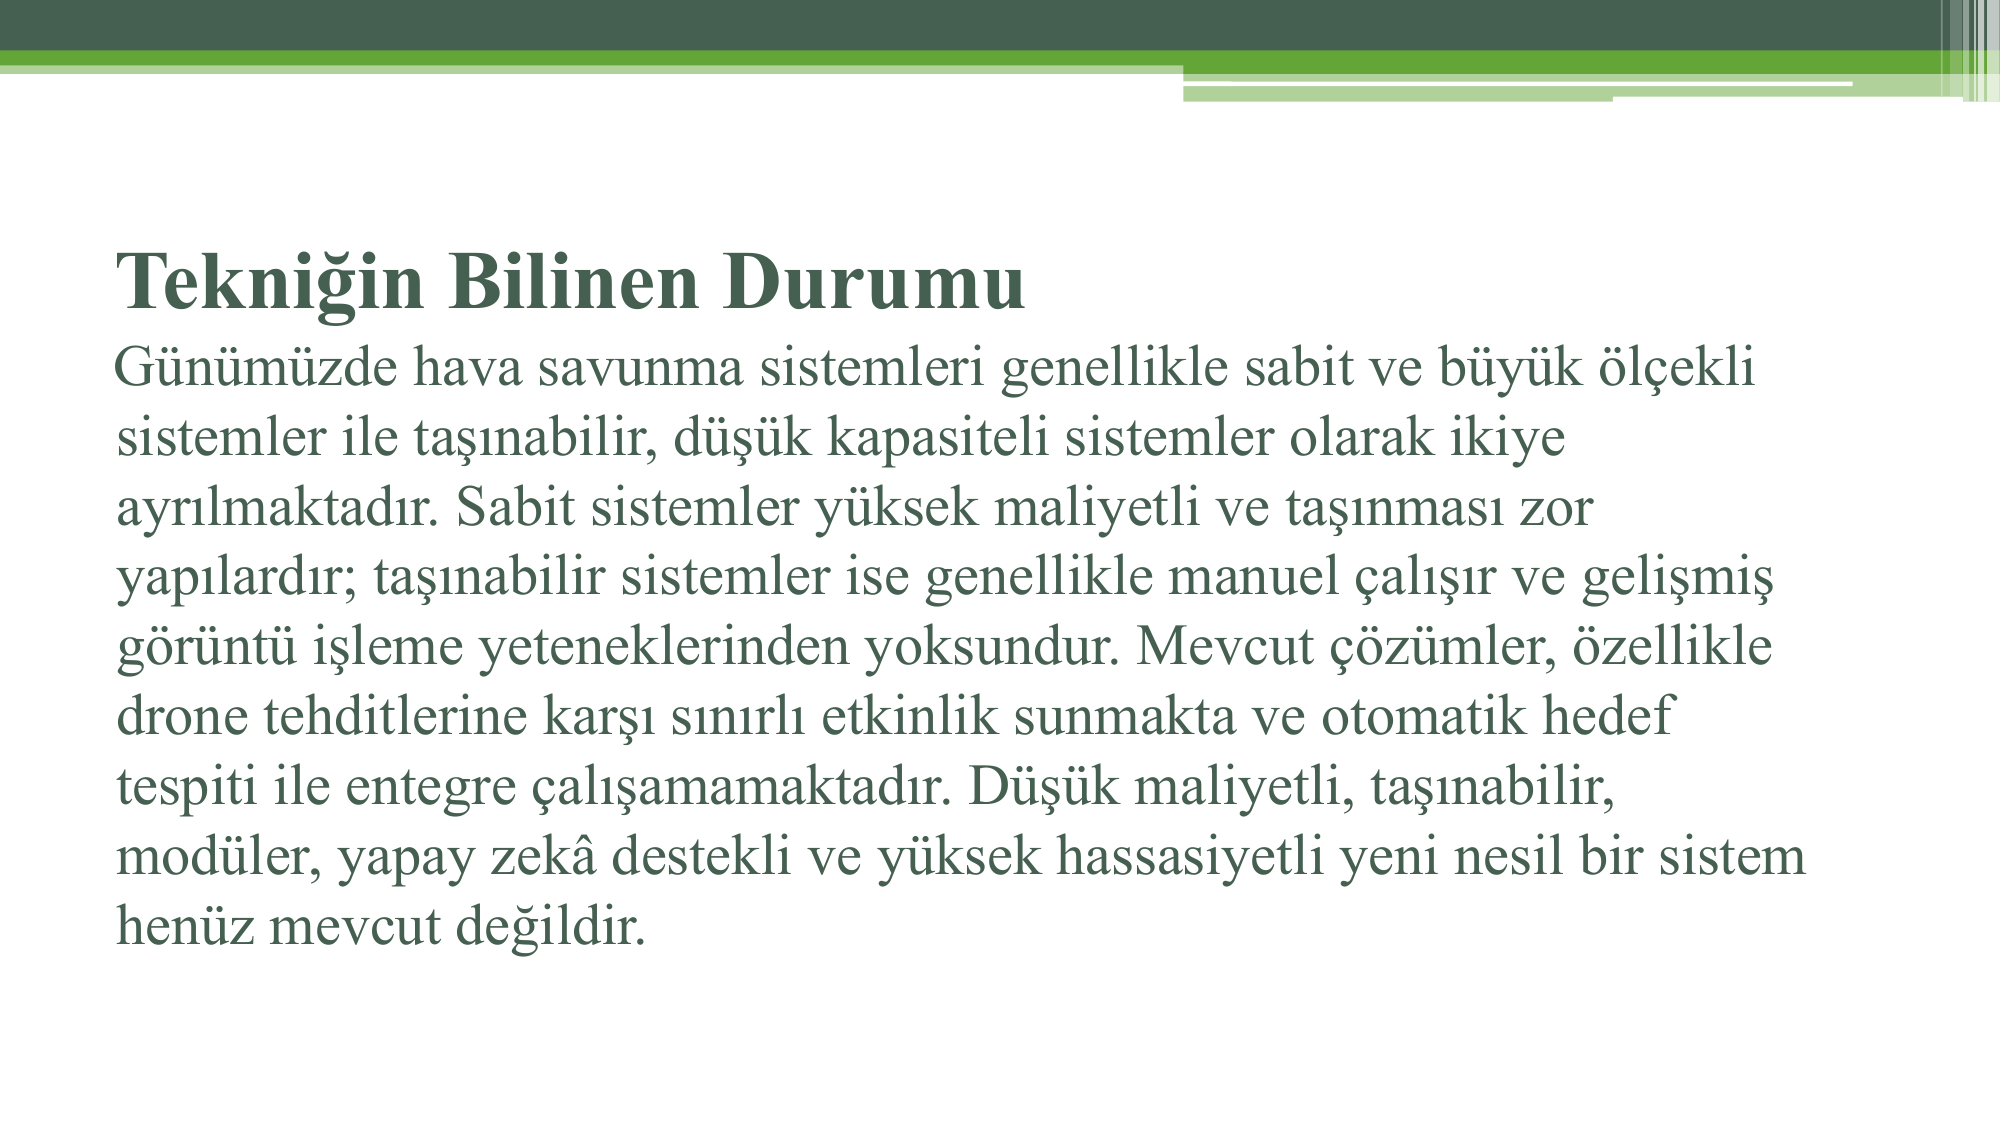 Tekniğin Bilinen Durumu
Günümüzde hava savunma sistemleri genellikle sabit ve büyük ölçekli
sistemler ile taşınabilir, düşük kapasiteli sistemler olarak ikiye
ayrılmaktadır. Sabit sistemler yüksek maliyetli ve taşınması zor
yapılardır; taşınabilir sistemler ise genellikle manuel çalışır ve gelişmiş
görüntü işleme yeteneklerinden yoksundur. Mevcut çözümler, özellikle
drone tehditlerine karşı sınırlı etkinlik sunmakta ve otomatik hedef
tespiti ile entegre çalışamamaktadır. Düşük maliyetli, taşınabilir,
modüler, yapay zekâ destekli ve yüksek hassasiyetli yeni nesil bir sistem
henüz mevcut değildir.